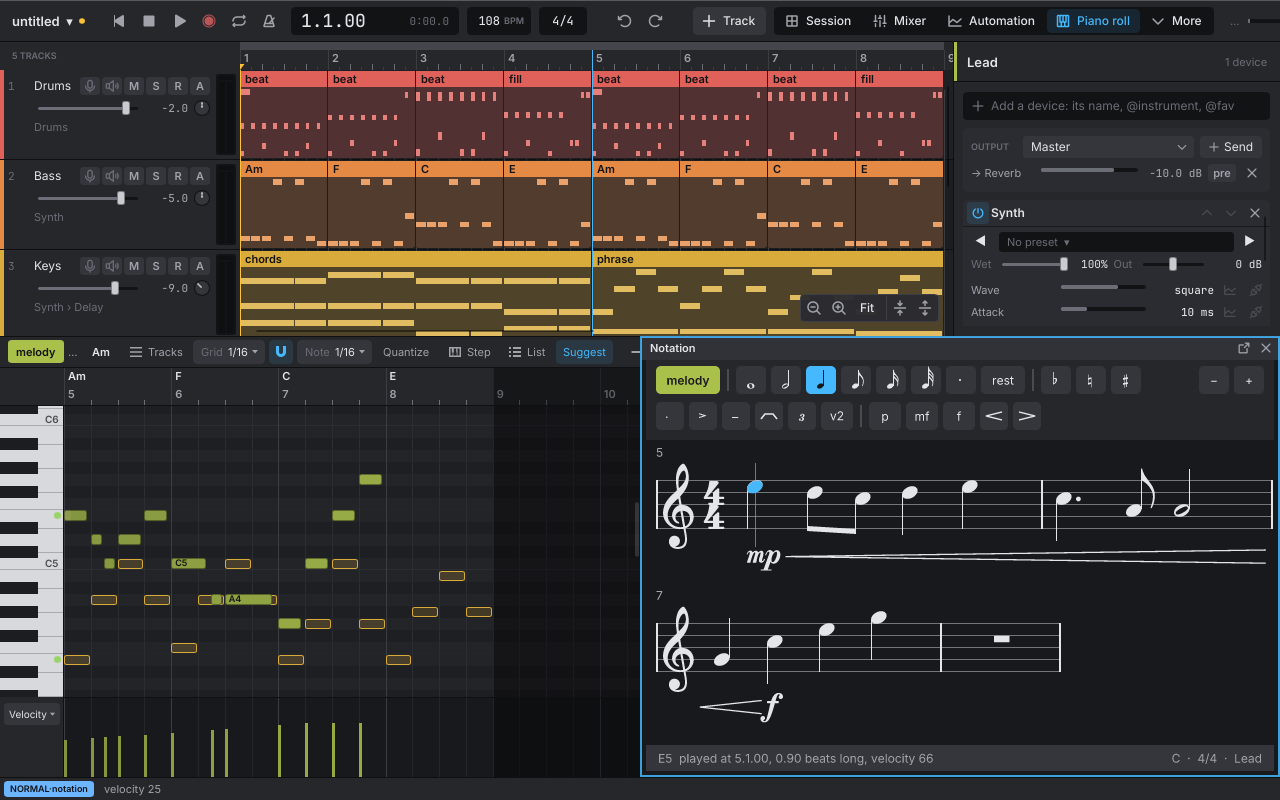 untitled
1.1.00 0:00.0
108 BPM
4/4
+ Track
Session
Mixer
Automation
Piano roll
More
...
5 TRACKS
1 2 3 4 5 6 7 8 9
1 Drums M S R A
-2.0
Drums
beat beat beat fill beat beat beat fill
2 Bass M S R A
-5.0
Synth
Am F C E Am F C E
3 Keys M S R A
-9.0
Synth › Delay
chords phrase
Fit
Lead 1 device
+ Add a device: its name, @instrument, @fav
OUTPUT Master + Send
→ Reverb -10.0 dB pre
Synth
No preset
Wet 100% Out 0 dB
Wave square
Attack 10 ms
melody ... Am Tracks Grid 1/16 Note 1/16 Quantize Step List Suggest
Am F C E
5 6 7 8 9 10
C6
C5
C5
A4
Velocity
Notation
melody · rest
· > – 3 v2 p mf f < >
5
4
4
mp
7
f
E5 played at 5.1.00, 0.90 beats long, velocity 66
C · 4/4 · Lead
NORMAL·notation velocity 25